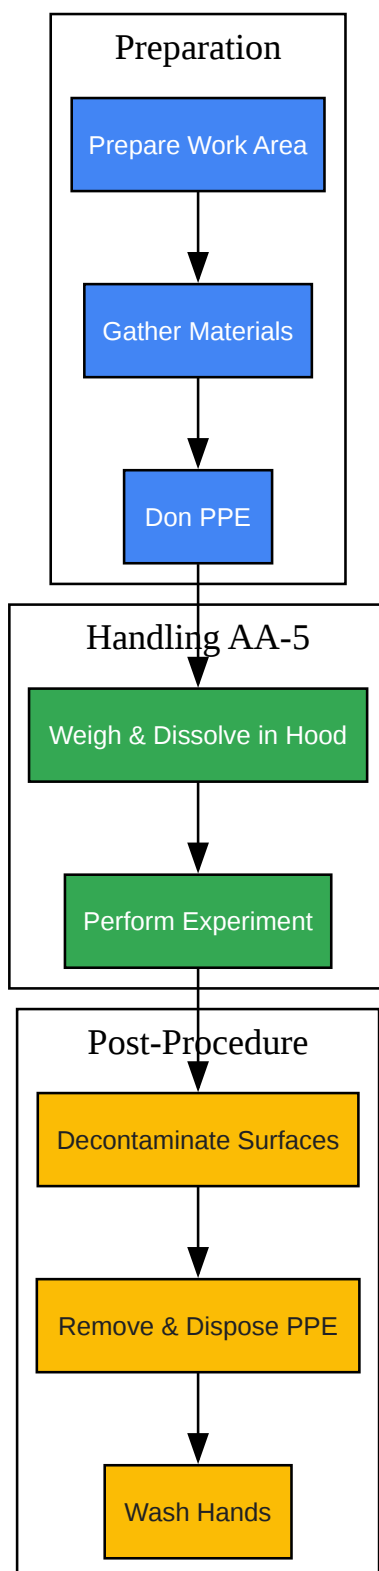 Preparation
Prepare Work Area
Gather Materials
Don PPE
Handling AA-5
Weigh & Dissolve in Hood
Perform Experiment
Post-Procedure
Decontaminate Surfaces
Remove & Dispose PPE
Wash Hands